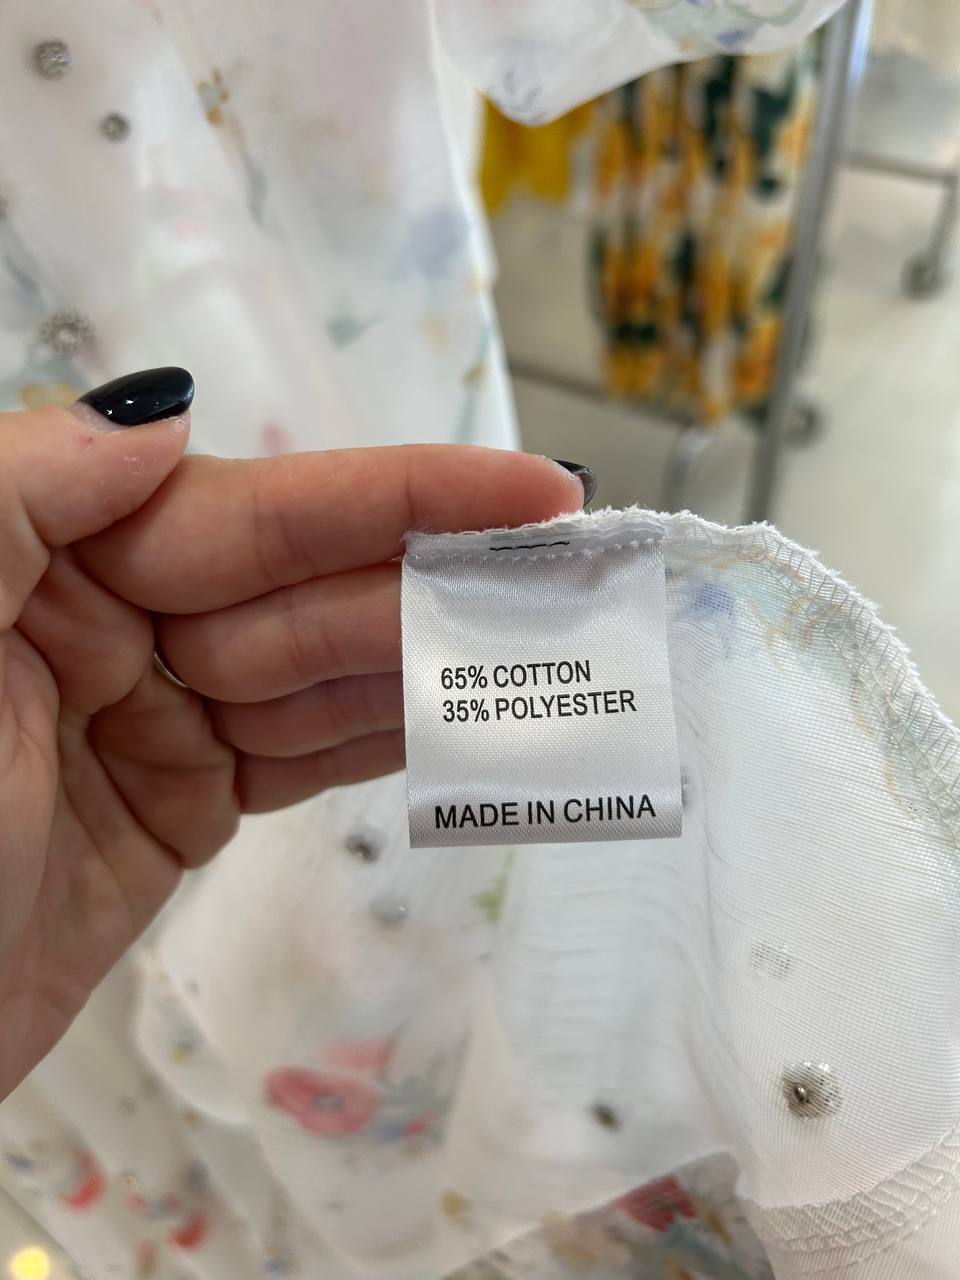 65% COTTON
35% POLYESTER
MADE IN CHINA